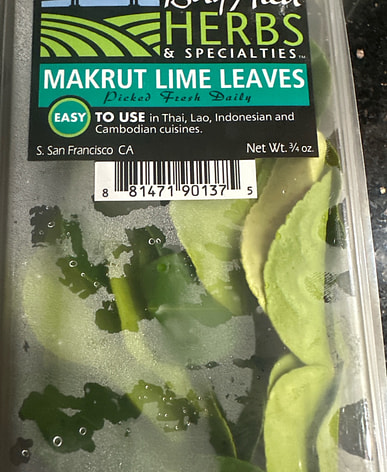 HERBS
& SPECIALTIES™
MAKRUT LIME LEAVES
Picked Fresh Daily
EASY TO USE in Thai, Lao, Indonesian and
Cambodian cuisines.
S. San Francisco CA
Net Wt. ¾ oz.
8 81471 90137 5